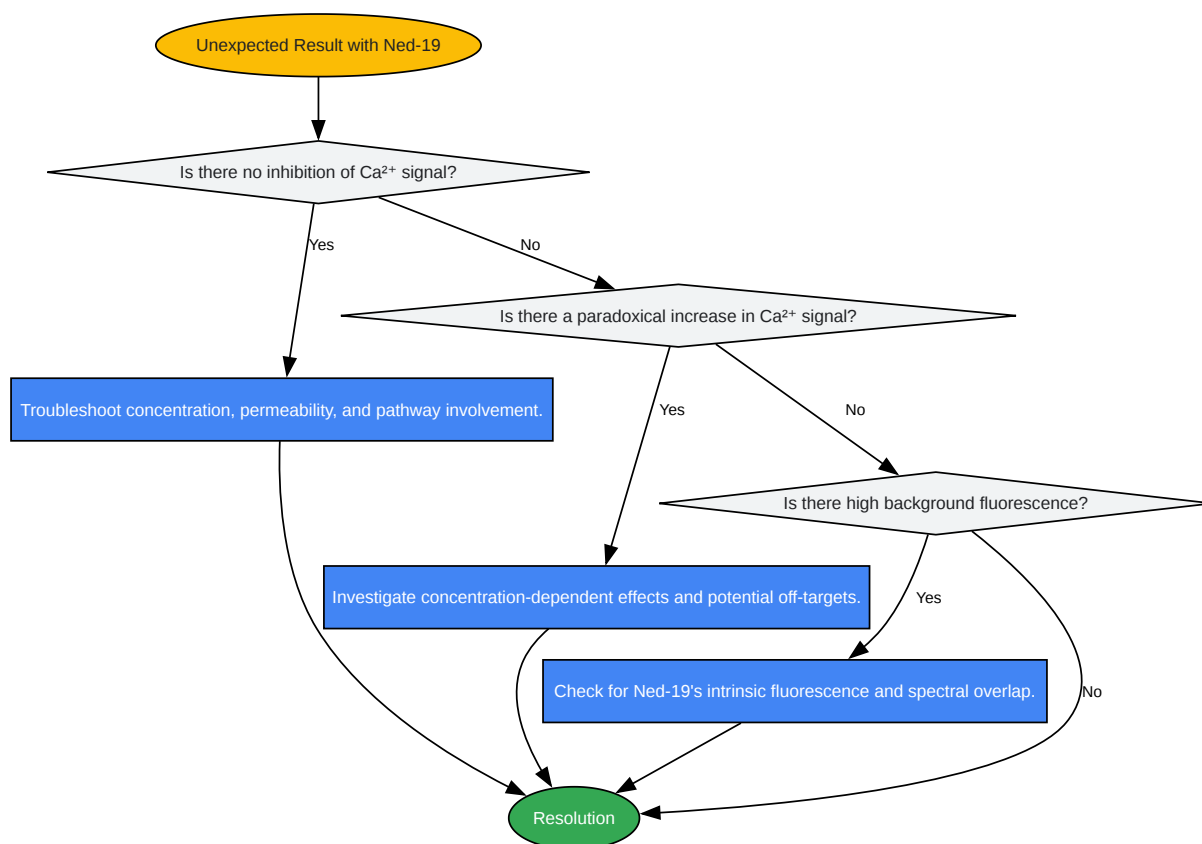 Unexpected Result with Ned-19
Is there no inhibition of Ca²⁺ signal?
Yes
No
Is there a paradoxical increase in Ca²⁺ signal?
Troubleshoot concentration, permeability, and pathway involvement.
Yes
No
Is there high background fluorescence?
Investigate concentration-dependent effects and potential off-targets.
Yes
Check for Ned-19's intrinsic fluorescence and spectral overlap.
No
Resolution